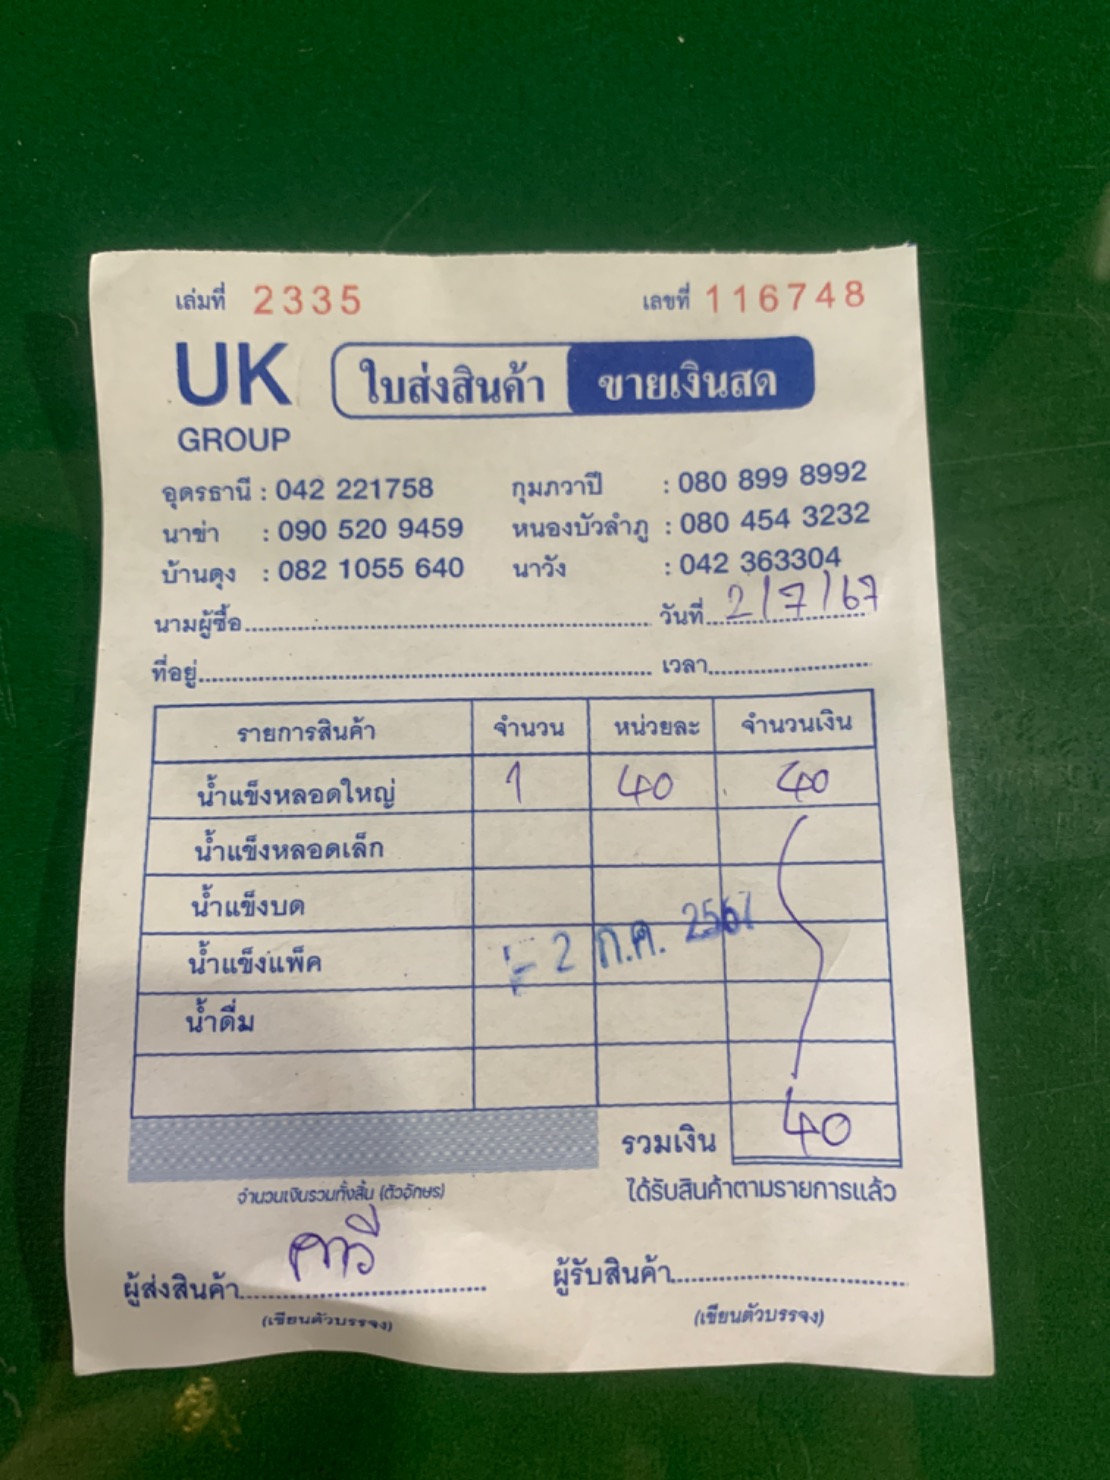 เล่มที่ 2335 เลขที่ 116748
UK ใบส่งสินค้า ขายเงินสด
GROUP
อุดรธานี : 042 221758 กุมภวาปี : 080 899 8992
นาข่า : 090 520 9459 หนองบัวลำภู : 080 454 3232
บ้านดุง : 082 1055 640 นาวัง : 042 363304
นามผู้ซื้อ วันที่ 2/7/67
ที่อยู่ เวลา
รายการสินค้า จำนวน หน่วยละ จำนวนเงิน
น้ำแข็งหลอดใหญ่ 1 40 40
น้ำแข็งหลอดเล็ก
น้ำแข็งบด
- 2 ก.ค. 2567
น้ำแข็งแพ็ค
น้ำดื่ม
รวมเงิน 40
จำนวนเงินรวมทั้งสิ้น (ตัวอักษร) ได้รับสินค้าตามรายการแล้ว
ผู้ส่งสินค้า ผู้รับสินค้า
(เขียนตัวบรรจง) (เขียนตัวบรรจง)